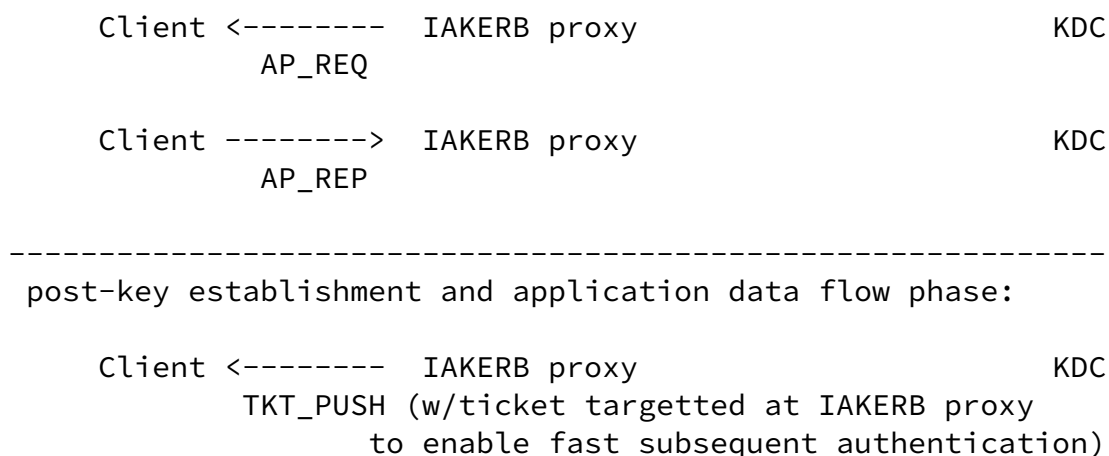 Client <-------- IAKERB proxy KDC
AP_REQ
Client --------> IAKERB proxy KDC
AP_REP
-------------------------------------------------------------
post-key establishment and application data flow phase:
Client <-------- IAKERB proxy KDC
TKT_PUSH (w/ticket targetted at IAKERB proxy
to enable fast subsequent authentication)